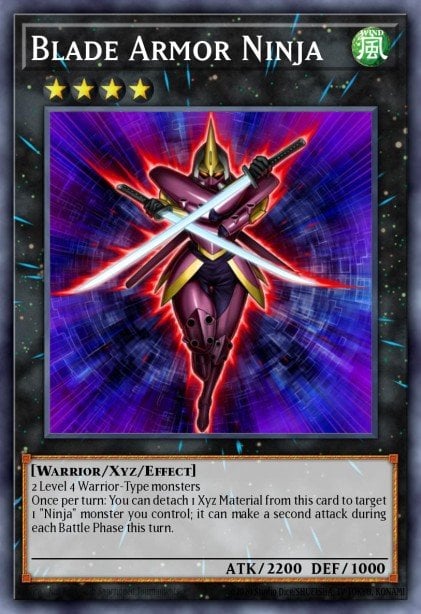 BLADE ARMOR NINJA
WIND
風
[WARRIOR/XYZ/EFFECT]
2 Level 4 Warrior-Type monsters
Once per turn: You can detach 1 Xyz Material from this card to target
1 "Ninja" monster you control; it can make a second attack during
each Battle Phase this turn.
ATK/2200 DEF/1000